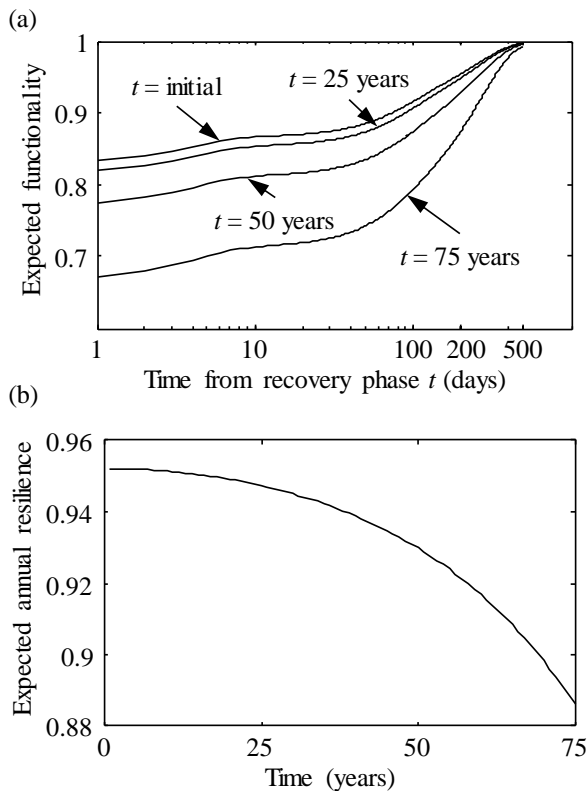 (a)
Expected functionality
1
0.9
0.8
0.7
t = initial
t = 25 years
t = 50 years
t = 75 years
1 10 100 200 500
Time from recovery phase t (days)
(b)
Expected annual resilience
0.96
0.94
0.92
0.9
0.88
0 25 50 75
Time (years)